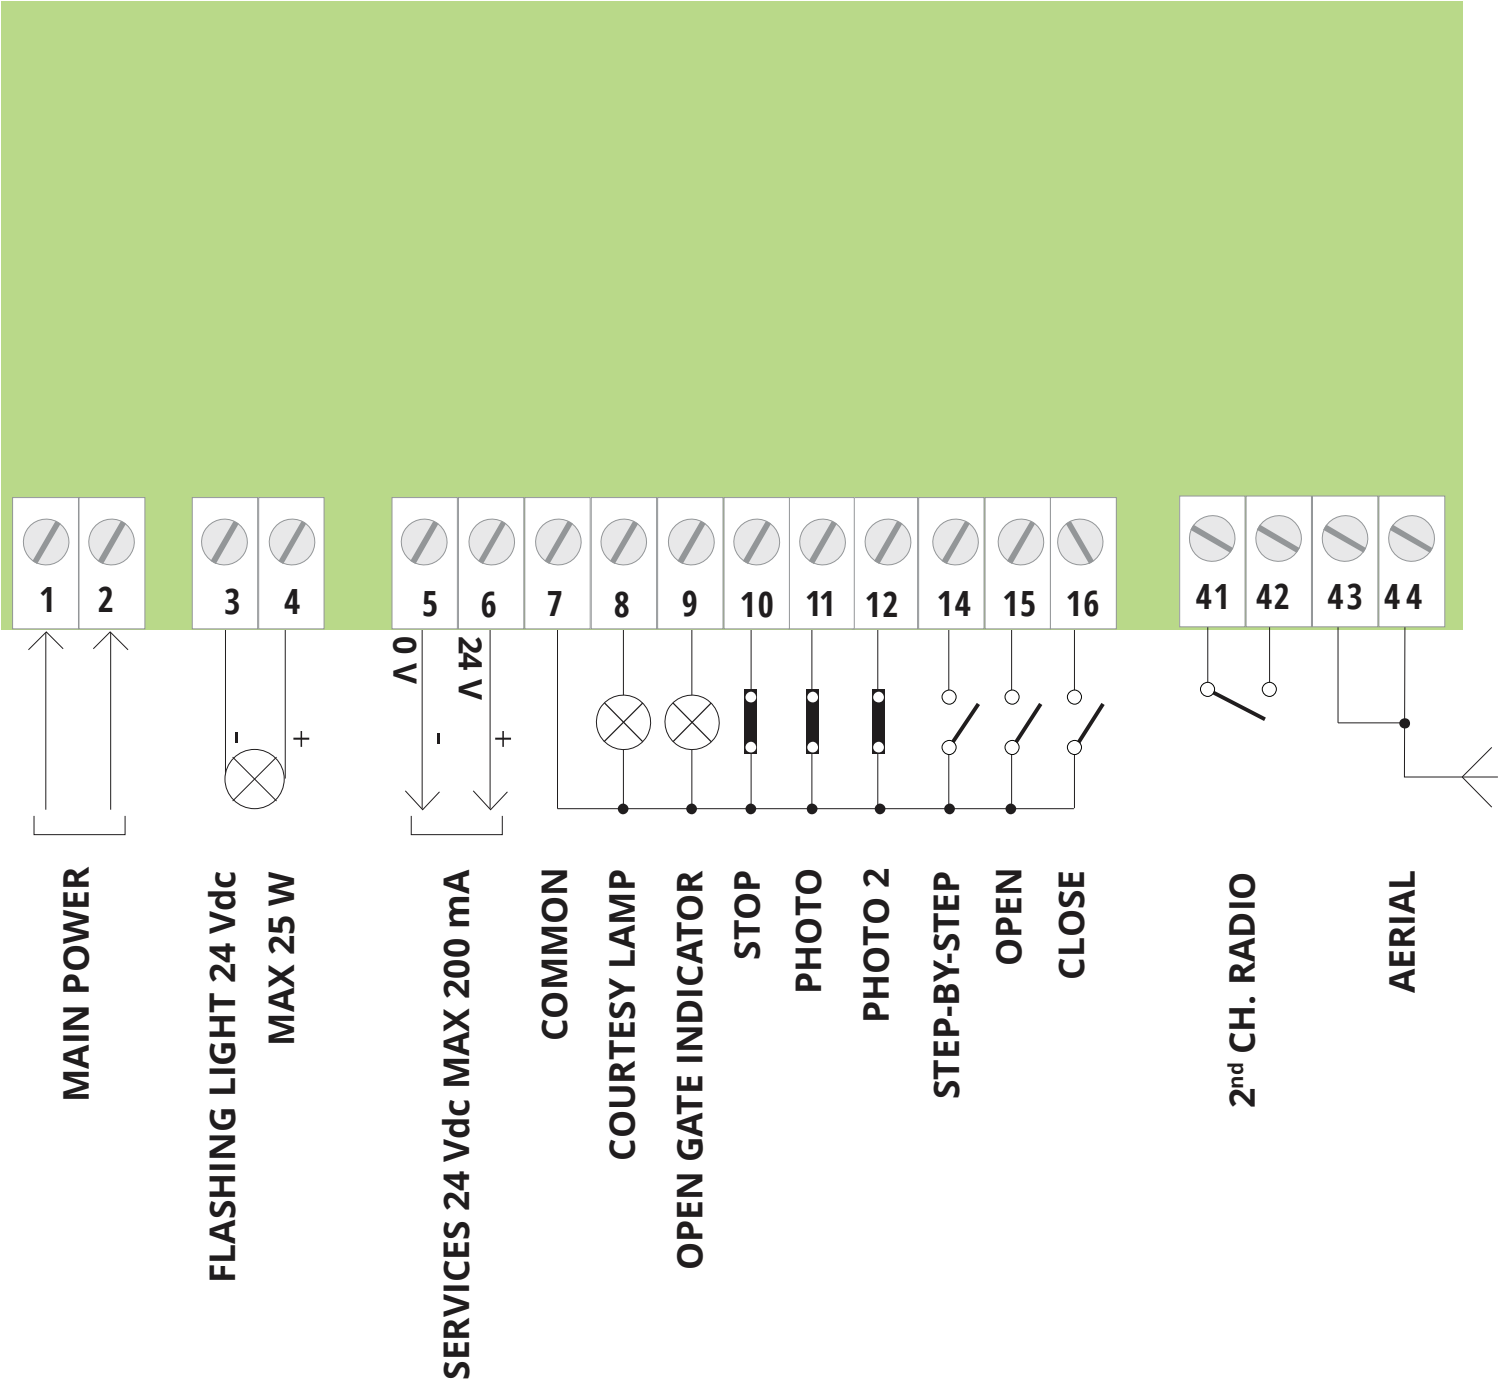 1 2 3 4 5 6 7 8 9 10 11 12 14 15 16 41 42 43 44
0 V
24 V
- +
- +
MAIN POWER
FLASHING LIGHT 24 Vdc
MAX 25 W
SERVICES 24 Vdc MAX 200 mA
COMMON
COURTESY LAMP
OPEN GATE INDICATOR
STOP
PHOTO
PHOTO 2
STEP-BY-STEP
OPEN
CLOSE
2nd CH. RADIO
AERIAL